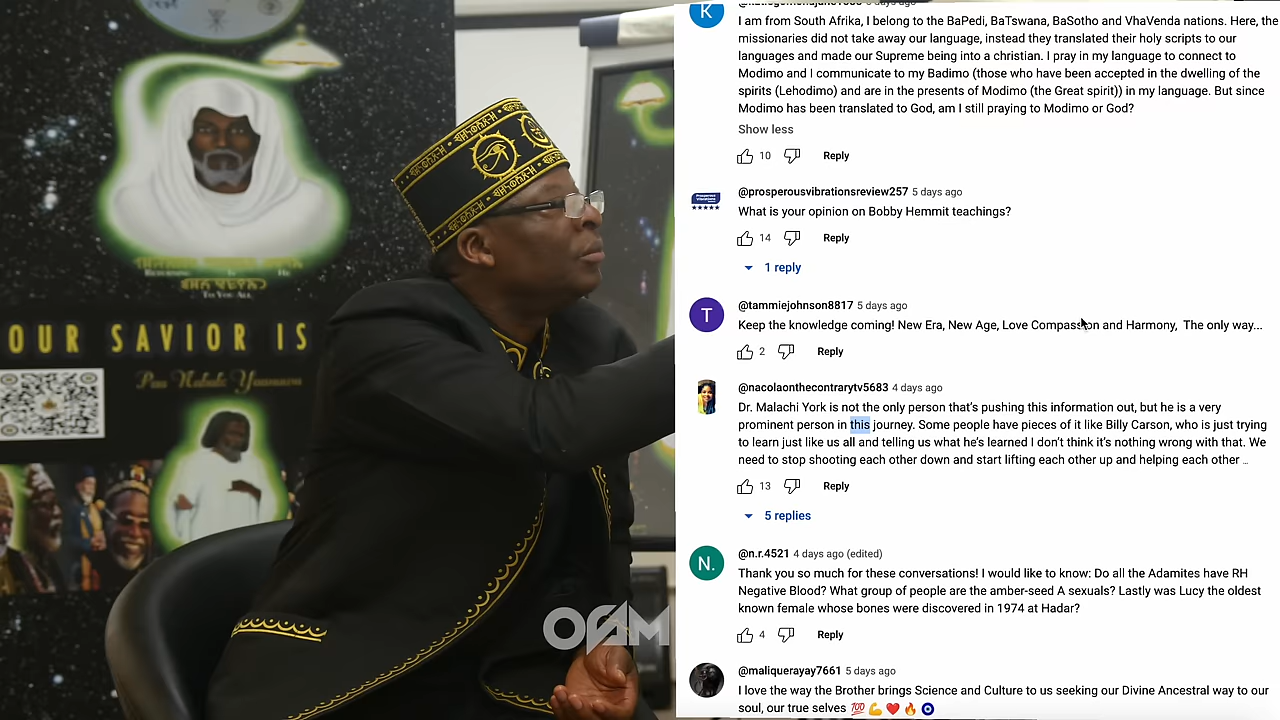 RETURNING Is He
To You All
OUR SAVIOR IS
OGM
K
I am from South Afrika, I belong to the BaPedi, BaTswana, BaSotho and VhaVenda nations. Here, the
missionaries did not take away our language, instead they translated their holy scripts to our
languages and made our Supreme being into a christian. I pray in my language to connect to
Modimo and I communicate to my Badimo (those who have been accepted in the dwelling of the
spirits (Lehodimo) and are in the presents of Modimo (the Great spirit)) in my language. But since
Modimo has been translated to God, am I still praying to Modimo or God?
Show less
10 Reply
@prosperousvibrationsreview257 5 days ago
What is your opinion on Bobby Hemmit teachings?
14 Reply
1 reply
T
@tammiejohnson8817 5 days ago
Keep the knowledge coming! New Era, New Age, Love Compassion and Harmony, The only way...
2 Reply
@nacolaonthecontrarytv5683 4 days ago
Dr. Malachi York is not the only person that's pushing this information out, but he is a very
prominent person in this journey. Some people have pieces of it like Billy Carson, who is just trying
to learn just like us all and telling us what he's learned I don't think it's nothing wrong with that. We
need to stop shooting each other down and start lifting each other up and helping each other ...
13 Reply
5 replies
N.
@n.r.4521 4 days ago (edited)
Thank you so much for these conversations! I would like to know: Do all the Adamites have RH
Negative Blood? What group of people are the amber-seed A sexuals? Lastly was Lucy the oldest
known female whose bones were discovered in 1974 at Hadar?
4 Reply
@maliquerayay7661 5 days ago
I love the way the Brother brings Science and Culture to us seeking our Divine Ancestral way to our
soul, our true selves 💯💪❤️🔥🧿